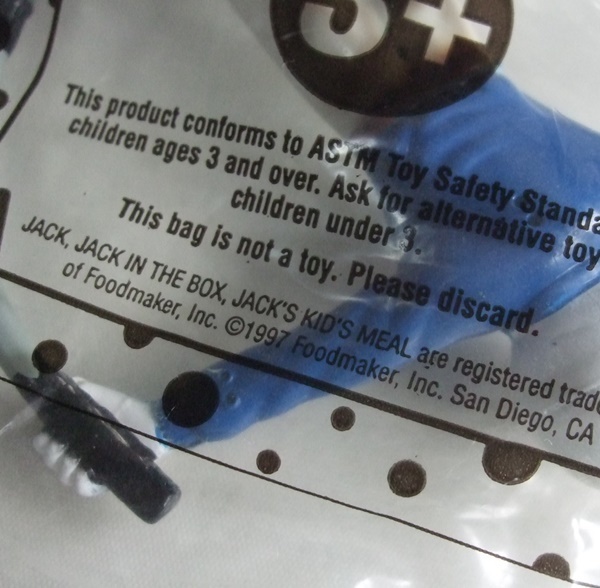 3+
This product conforms to ASTM Toy Safety
children ages 3 and over. Ask for alternative toy
children under 3.
This bag is not a toy. Please discard.
JACK, JACK IN THE BOX, JACK'S KID'S MEAL are registered
of Foodmaker, Inc. ©1997 Foodmaker, Inc. San Diego, CA